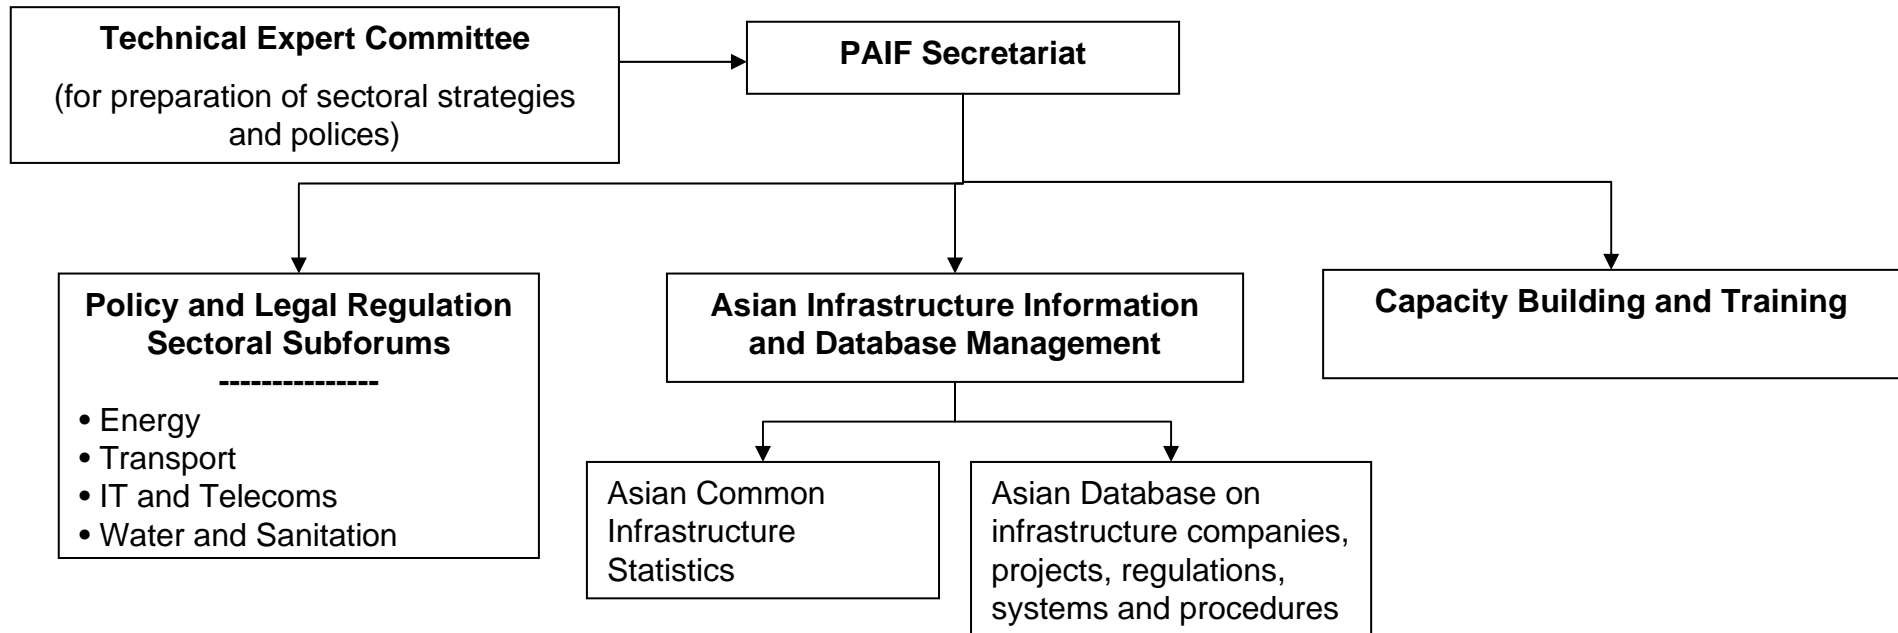 Technical Expert Committee
(for preparation of sectoral strategies
and polices)
PAIF Secretariat
Policy and Legal Regulation
Sectoral Subforums
---------------
• Energy
• Transport
• IT and Telecoms
• Water and Sanitation
Asian Infrastructure Information
and Database Management
Capacity Building and Training
Asian Common
Infrastructure
Statistics
Asian Database on
infrastructure companies,
projects, regulations,
systems and procedures